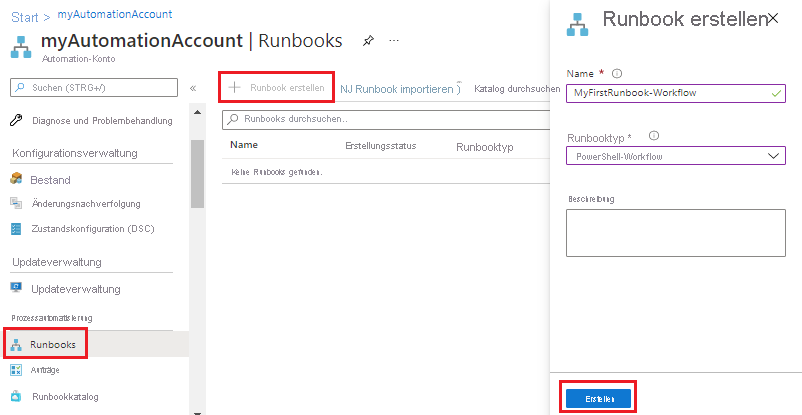 Start > myAutomationAccount
myAutomationAccount | Runbooks
Automation-Konto
Suchen (STRG+/)
Diagnose und Problembehandlung
Konfigurationsverwaltung
Bestand
Änderungsnachverfolgung
Zustandskonfiguration (DSC)
Updateverwaltung
Updateverwaltung
Prozessautomatisierung
Runbooks
Aufträge
Runbookkatalog
Runbook erstellen NJ Runbook importieren ) Katalog durchsuchen
Runbooks durchsuchen..
Name Erstellungsstatus Runbooktyp
Keine Runbooks gefunden.
Runbook erstellen
Name *
MyFirstRunbook-Workflow
Runbooktyp *
PowerShell-Workflow
Beschreibung
Erstellen